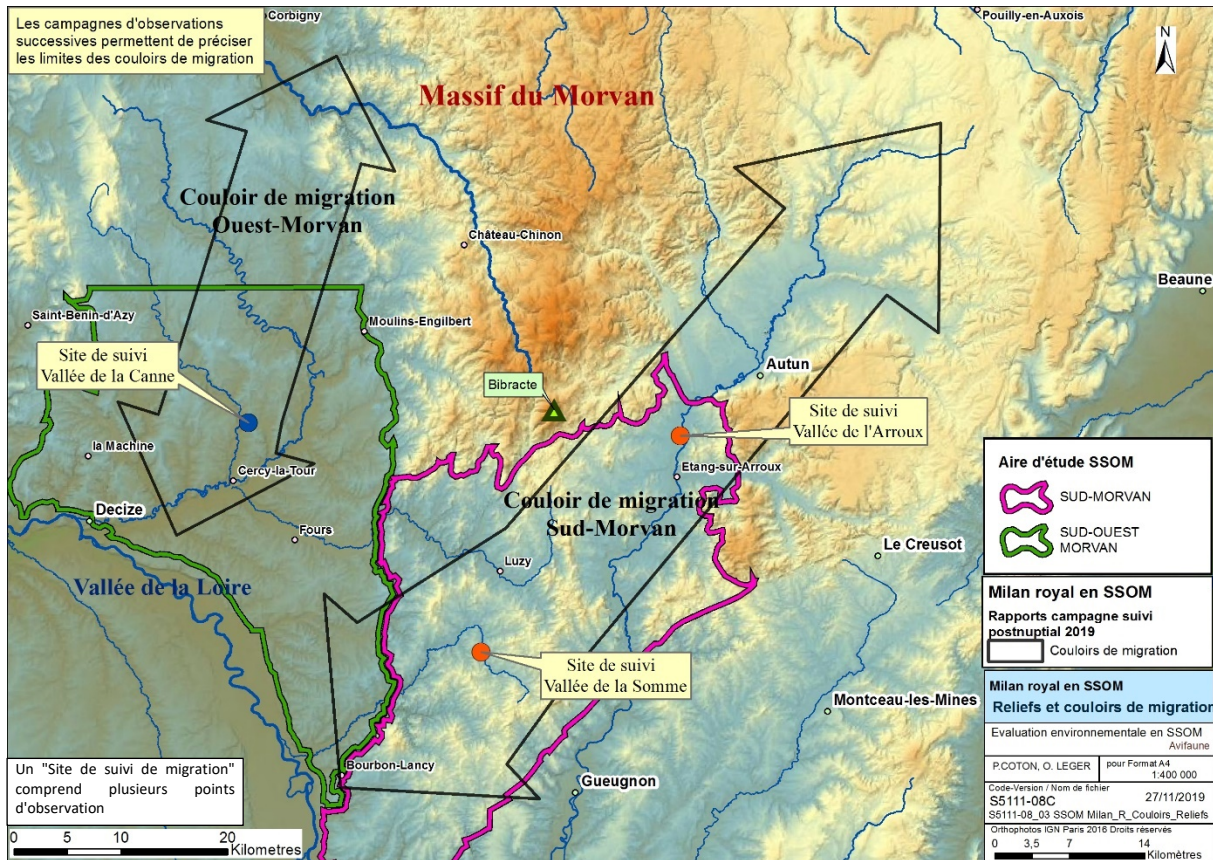 Les campagnes d'observations
successives permettent de préciser
les limites des couloirs de migration
Corbigny
Pouilly-en-Auxois
N
Massif du Morvan
Couloir de migration
Ouest-Morvan
Château-Chinon
Beaune
Saint-Benin-d'Azy
Moulins-Engilbert
Site de suivi
Vallée de la Canne
Bibracte
Autun
Site de suivi
Vallée de l'Arroux
la Machine
Cercy-la-Tour
Etang-sur-Arroux
Couloir de migration
Sud-Morvan
Decize
Fours
Luzy
Le Creusot
Vallée de la Loire
Site de suivi
Vallée de la Somme
Montceau-les-Mines
Bourbon-Lancy
Gueugnon
Un "Site de suivi de migration"
comprend plusieurs points
d'observation
0 5 10 20
Kilometres
Aire d'étude SSOM
SUD-MORVAN
SUD-OUEST
MORVAN
Milan royal en SSOM
Rapports campagne suivi
postnuptial 2019
Couloirs de migration
Milan royal en SSOM
Reliefs et couloirs de migration
Evaluation environnementale en SSOM
Avifaune
P.COTON, O. LEGER
pour Format A4
1:400 000
Code-Version / Nom de fichier
S5111-08C 27/11/2019
S5111-08_03 SSOM Milan_R_Couloirs_Reliefs
Orthophotos IGN Paris 2016 Droits réservés
0 3,5 7 14
Kilomètres